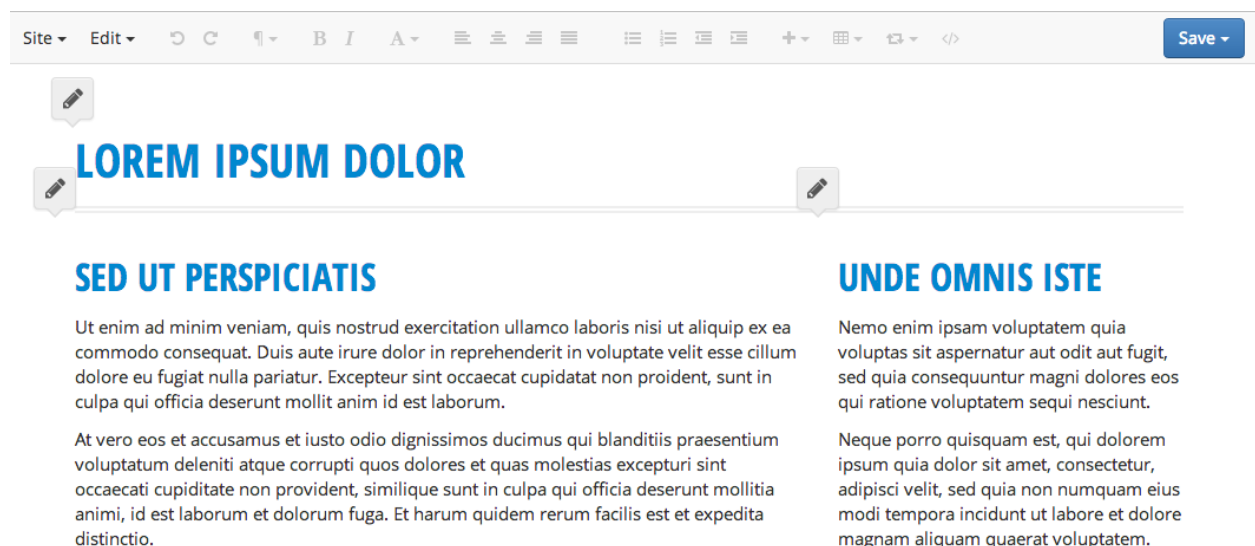 Site Edit B I A Save
LOREM IPSUM DOLOR
SED UT PERSPICIATIS
Ut enim ad minim veniam, quis nostrud exercitation ullamco laboris nisi ut aliquip ex ea
commodo consequat. Duis aute irure dolor in reprehenderit in voluptate velit esse cillum
dolore eu fugiat nulla pariatur. Excepteur sint occaecat cupidatat non proident, sunt in
culpa qui officia deserunt mollit anim id est laborum.
At vero eos et accusamus et iusto odio dignissimos ducimus qui blanditiis praesentium
voluptatum deleniti atque corrupti quos dolores et quas molestias excepturi sint
occaecati cupiditate non provident, similique sunt in culpa qui officia deserunt mollitia
animi, id est laborum et dolorum fuga. Et harum quidem rerum facilis est et expedita
distinctio.
UNDE OMNIS ISTE
Nemo enim ipsam voluptatem quia
voluptas sit aspernatur aut odit aut fugit,
sed quia consequuntur magni dolores eos
qui ratione voluptatem sequi nesciunt.
Neque porro quisquam est, qui dolorem
ipsum quia dolor sit amet, consectetur,
adipisci velit, sed quia non numquam eius
modi tempora incidunt ut labore et dolore
magnam aliquam quaerat voluptatem.